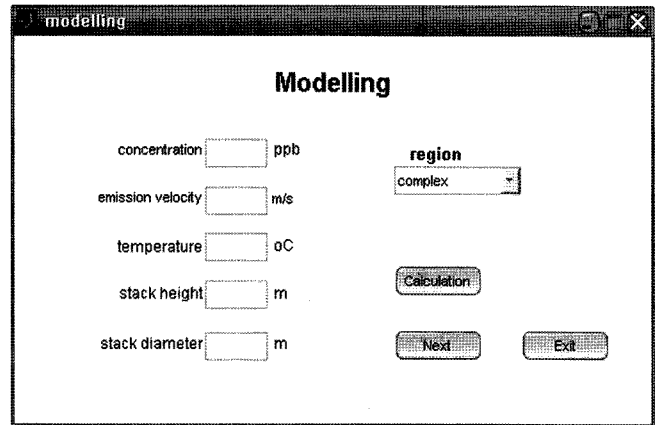 modelling
Modelling
concentration ppb
emission velocity m/s
temperature oC
stack height m
stack diameter m
region
complex
Calculation
Next Exit